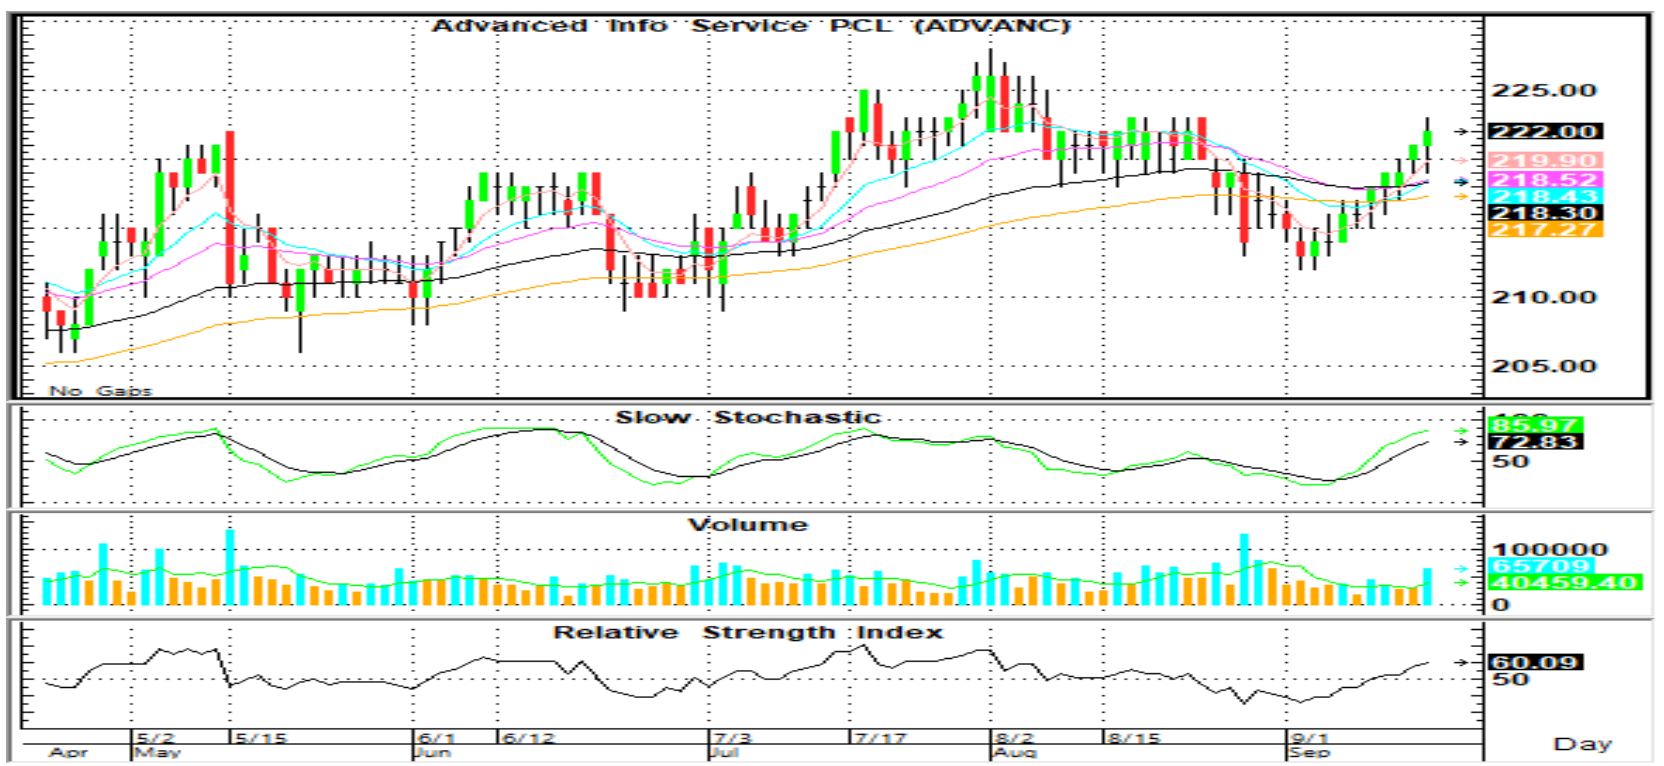 Advanced Info Service PCL (ADVANC)
225.00
222.00
219.90
218.52
218.43
218.30
217.27
210.00
205.00
No Gaps
Slow Stochastic
100
85.97
72.83
50
Volume
100000
65709
40459.40
0
Relative Strength Index
60.09
50
5/2 5/15 6/1 6/12 7/3 7/17 8/2 8/15 9/1
Apr May Jun Jul Aug Sep
Day